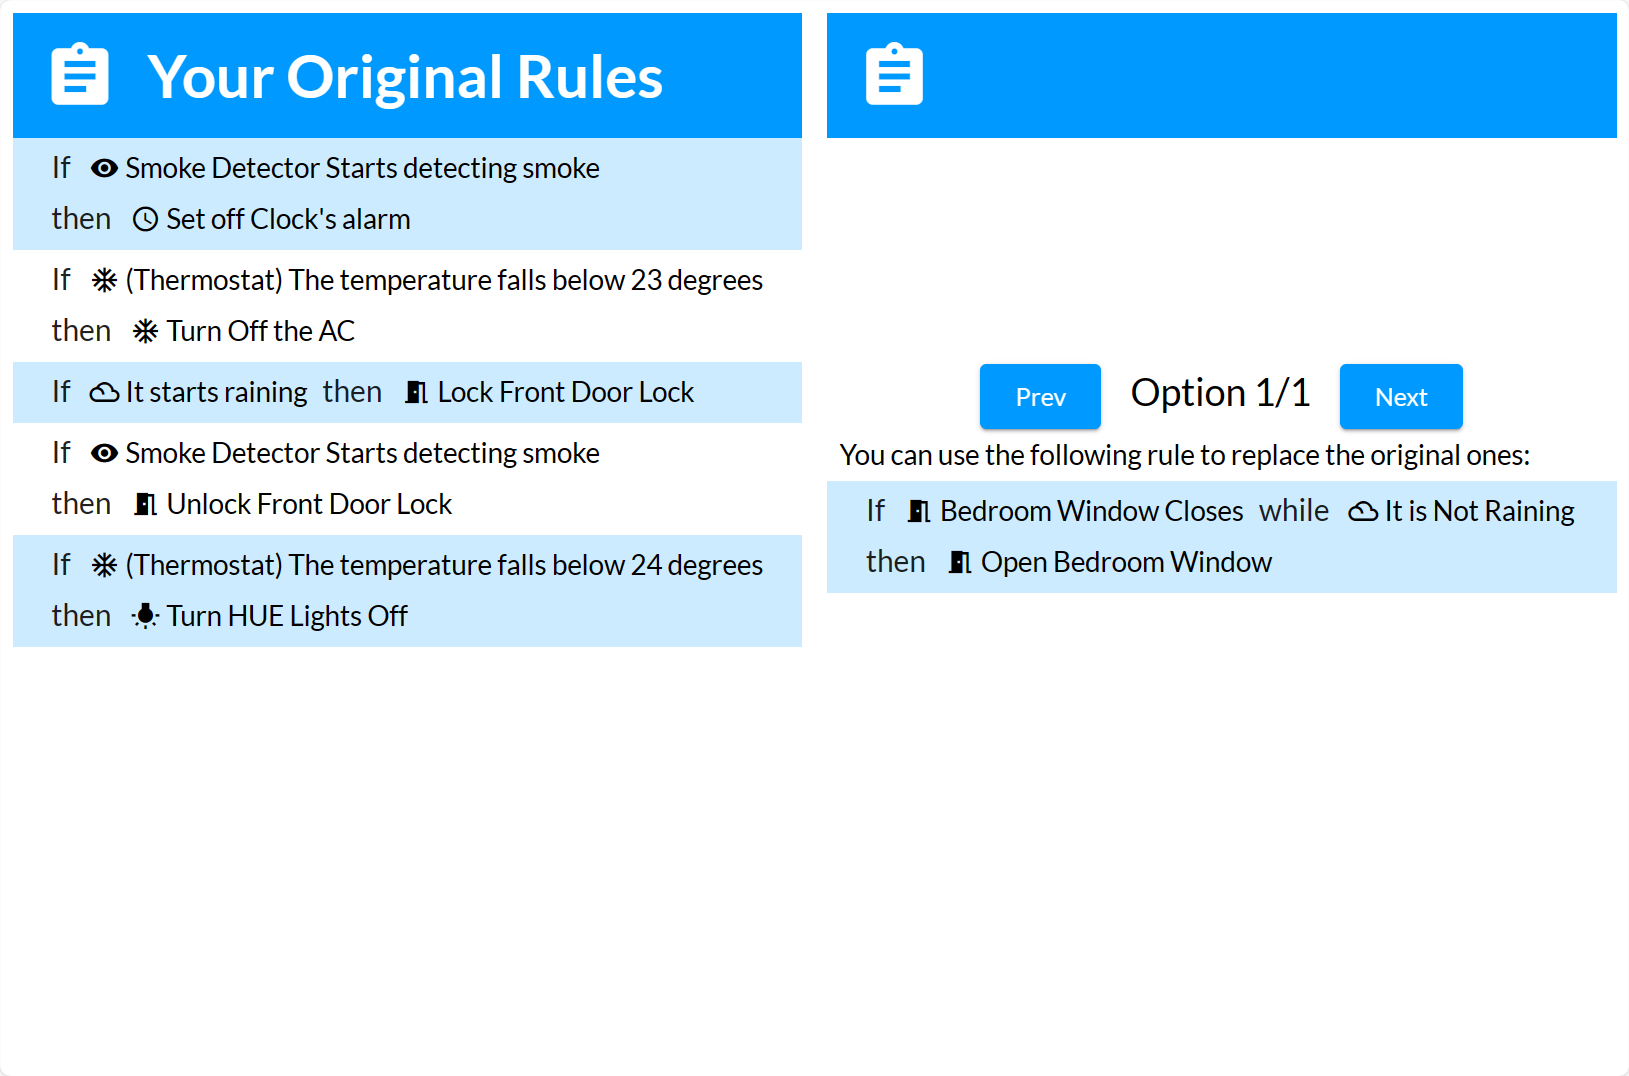 Your Original Rules
If Smoke Detector Starts detecting smoke
then Set off Clock's alarm
If (Thermostat) The temperature falls below 23 degrees
then Turn Off the AC
If It starts raining then Lock Front Door Lock
If Smoke Detector Starts detecting smoke
then Unlock Front Door Lock
If (Thermostat) The temperature falls below 24 degrees
then Turn HUE Lights Off
Prev Option 1/1 Next
You can use the following rule to replace the original ones:
If Bedroom Window Closes while It is Not Raining
then Open Bedroom Window